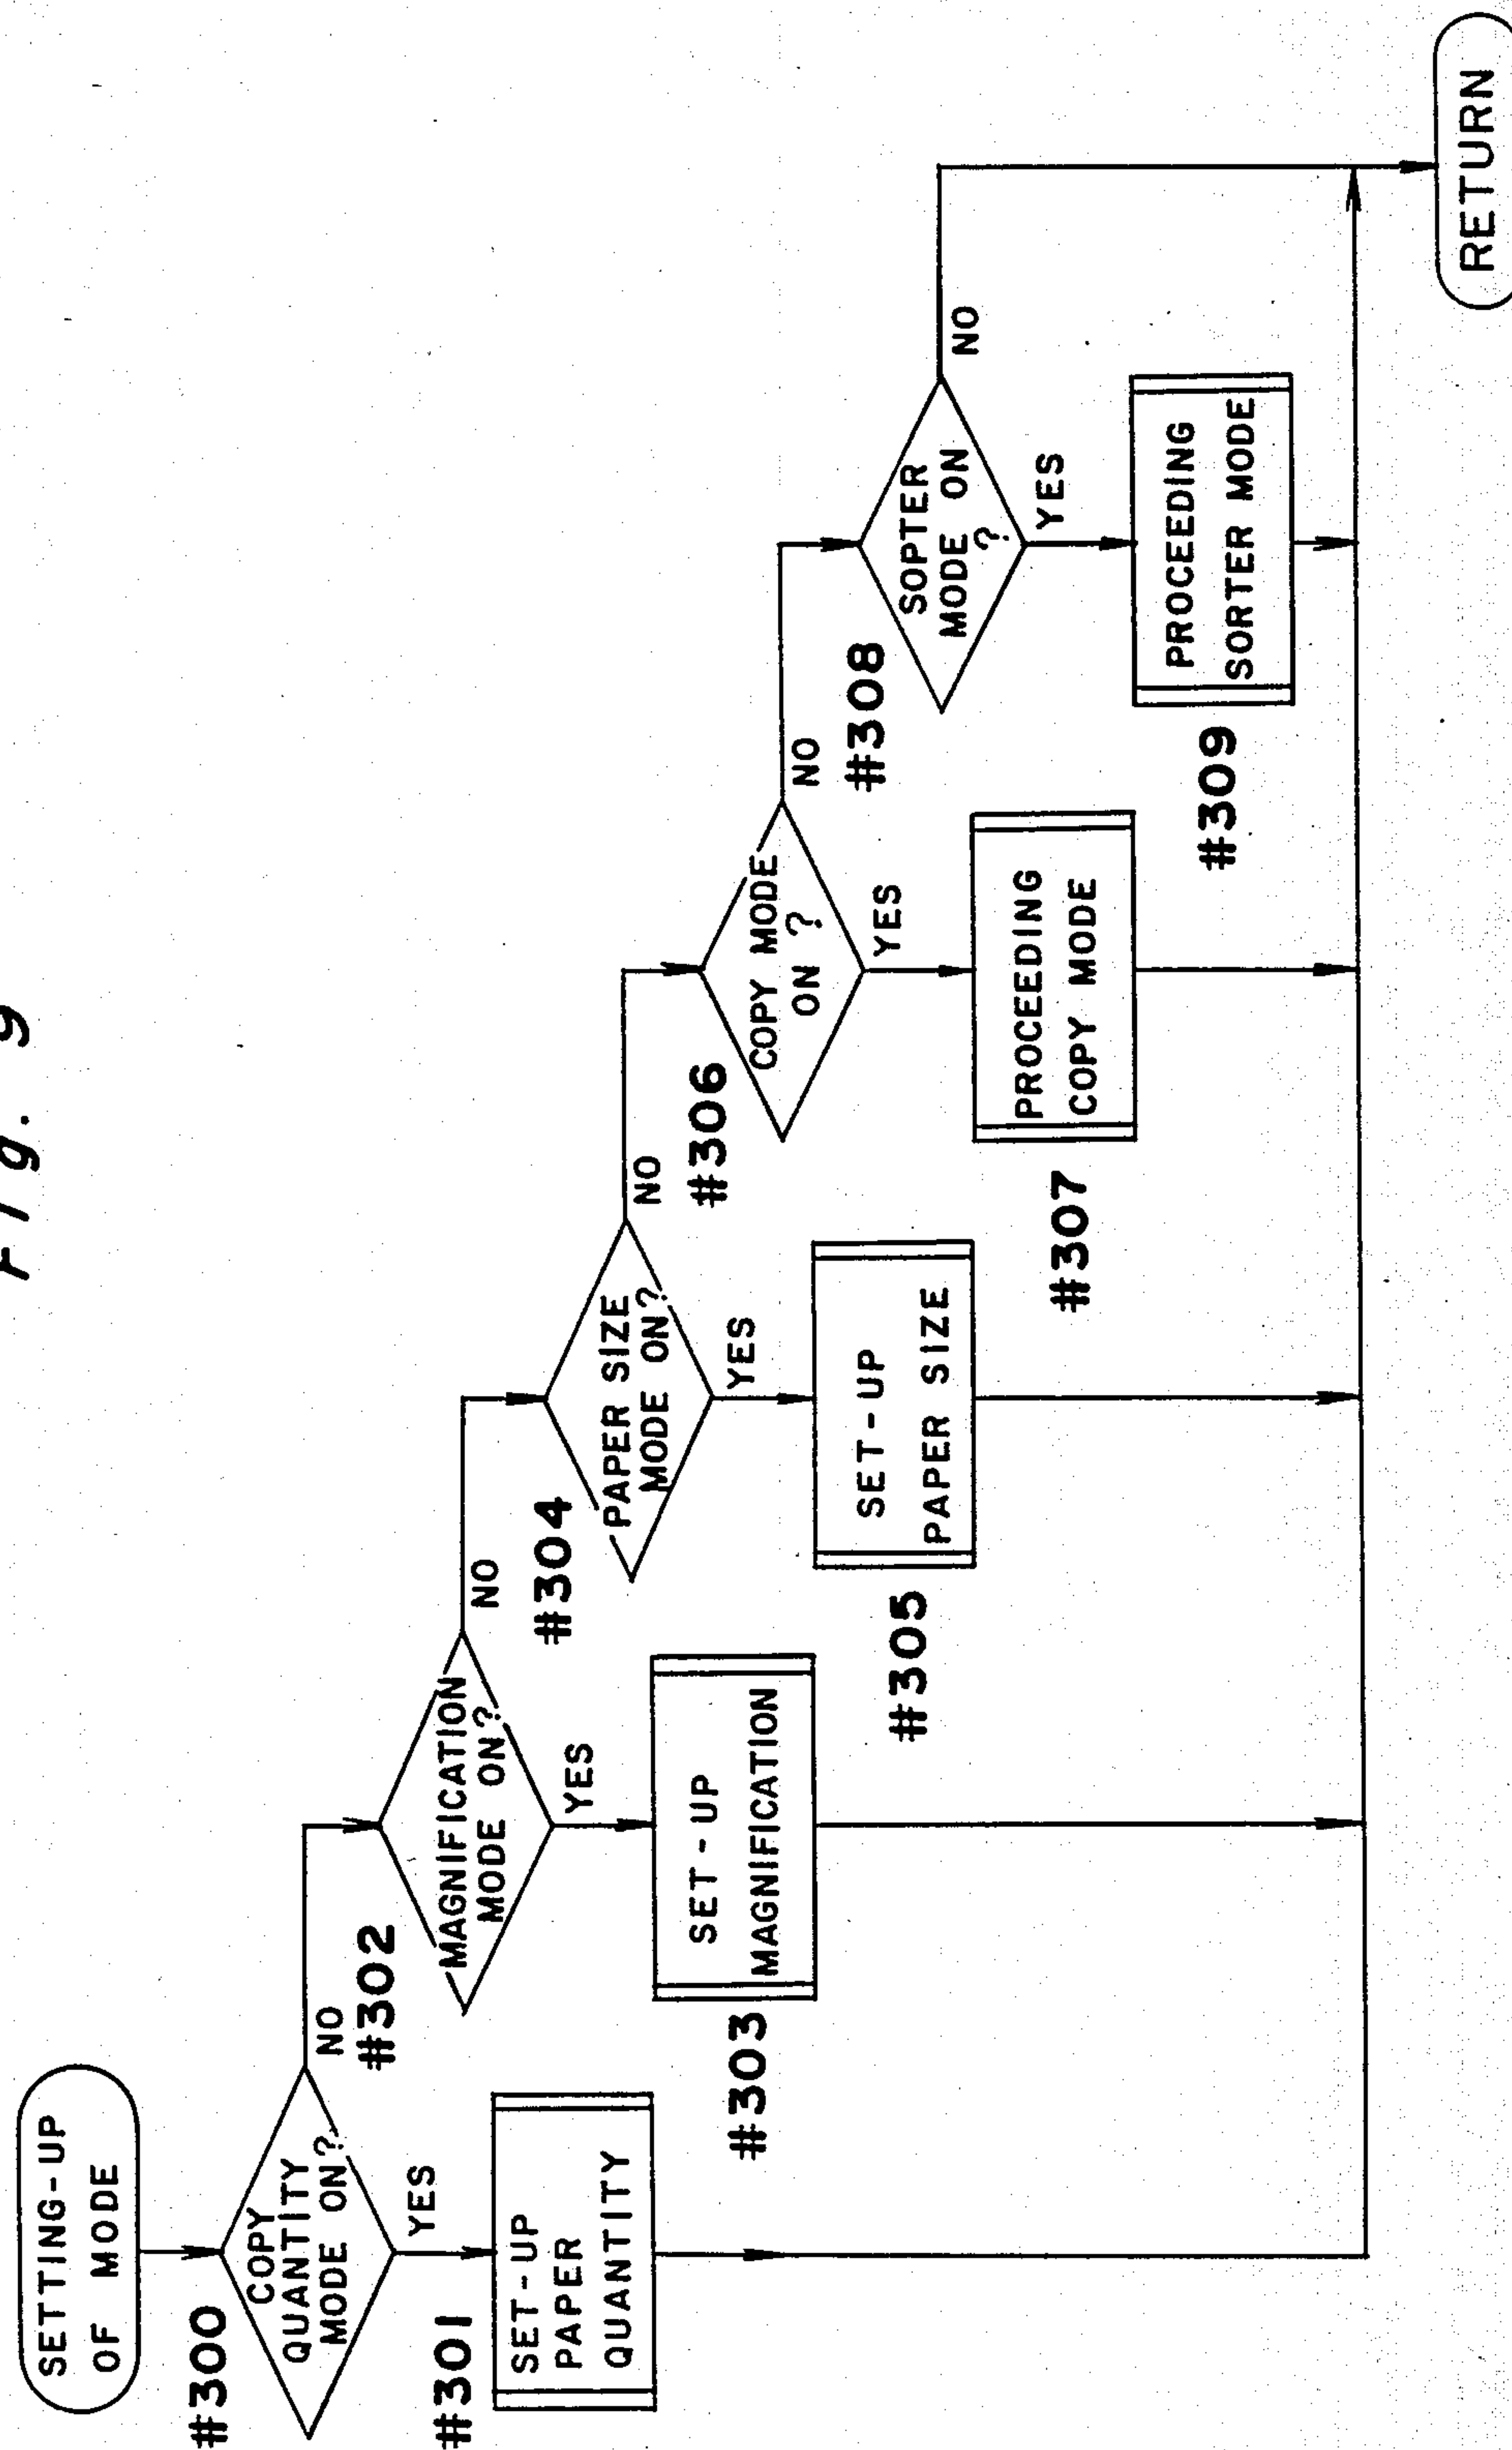 Fig. 9
SETTING-UP
OF MODE
#300
COPY
QUANTITY
MODE ON?
NO
YES
#301
SET-UP
PAPER
QUANTITY
#302
MAGNIFICATION
MODE ON?
NO
YES
#303
SET-UP
MAGNIFICATION
#304
PAPER SIZE
MODE ON?
NO
YES
#305
SET-UP
PAPER SIZE
#306
COPY MODE
ON ?
NO
YES
#307
PROCEEDING
COPY MODE
#308
SOPTER
MODE ON
?
NO
YES
#309
PROCEEDING
SORTER MODE
RETURN